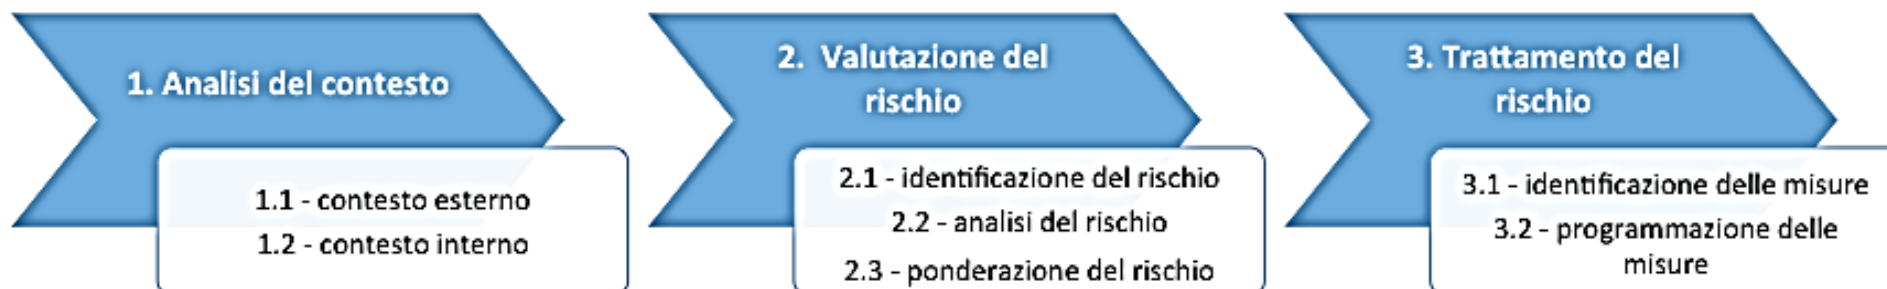 1. Analisi del contesto
1.1 - contesto esterno
1.2 - contesto interno
2. Valutazione del
rischio
2.1 - identificazione del rischio
2.2 - analisi del rischio
2.3 - ponderazione del rischio
3. Trattamento del
rischio
3.1 - identificazione delle misure
3.2 - programmazione delle
misure